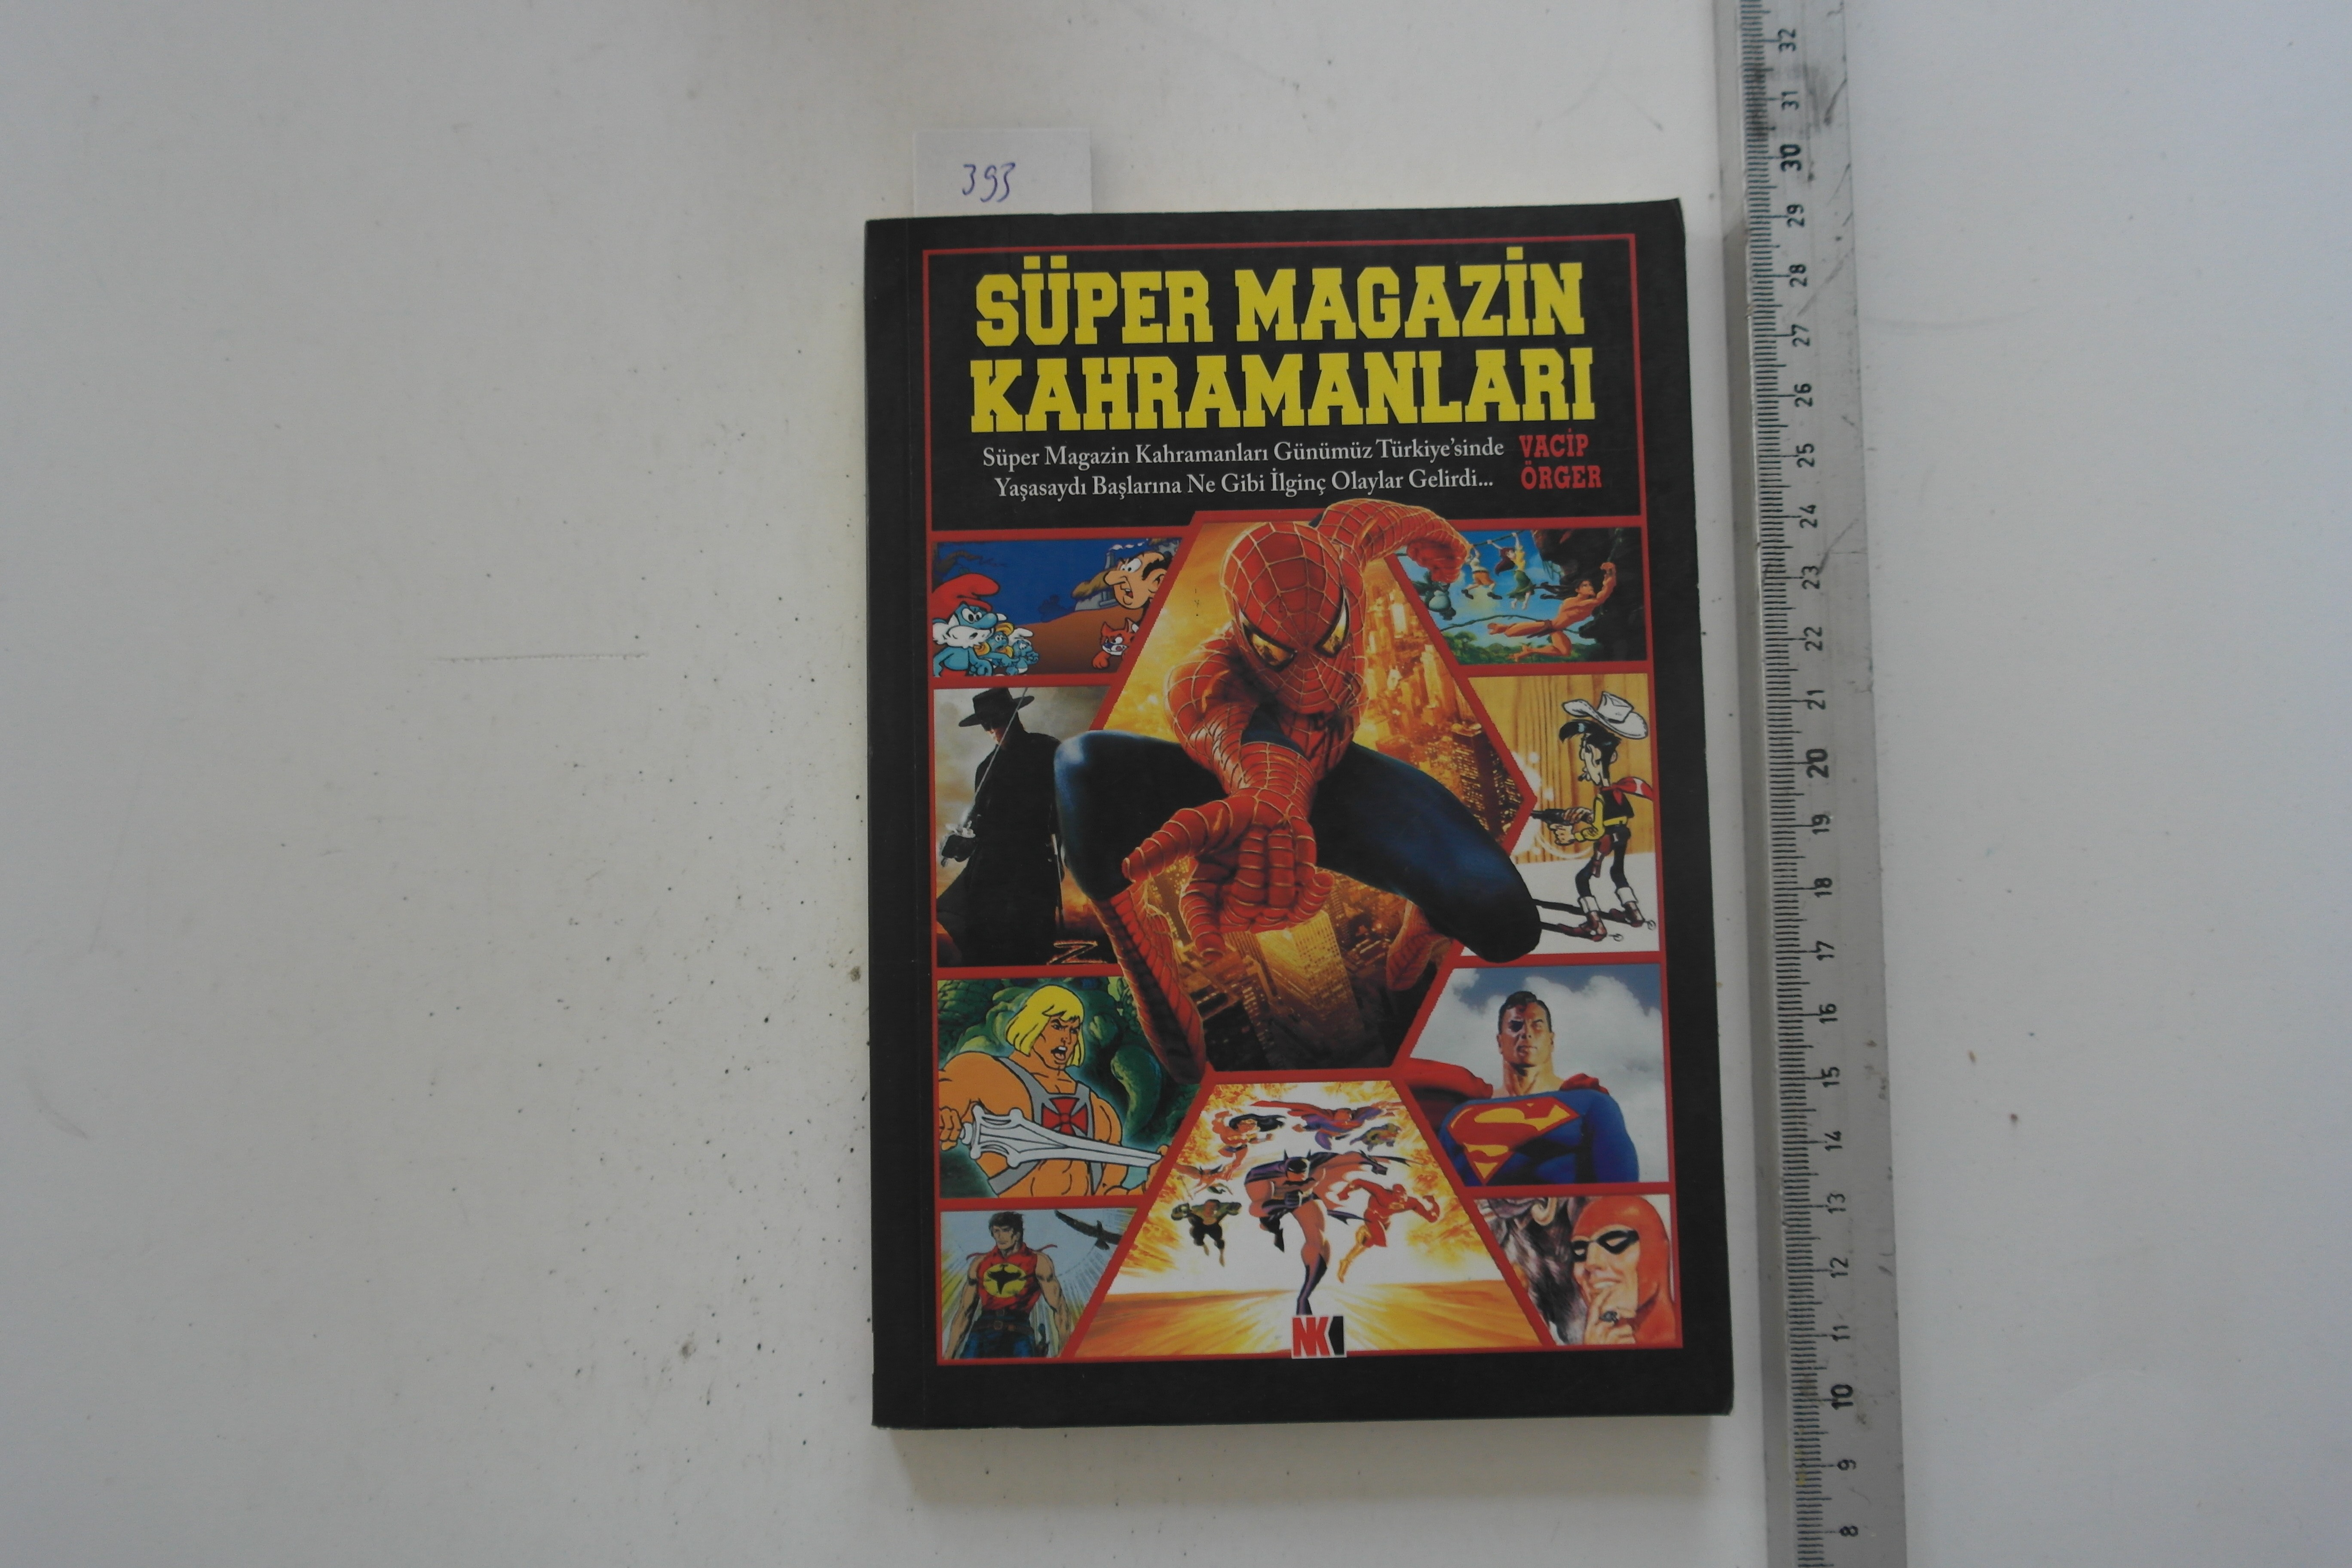 393
SÜPER MAGAZİN
KAHRAMANLARI
Süper Magazin Kahramanları Günümüz Türkiye'sinde
Yaşasaydı Başlarına Ne Gibi İlginç Olaylar Gelirdi...
VACİP
ÖRGER
S
Z
NK
32
31
30
29
28
27
26
25
24
23
22
21
20
19
18
17
16
15
14
13
12
11
10
9
8